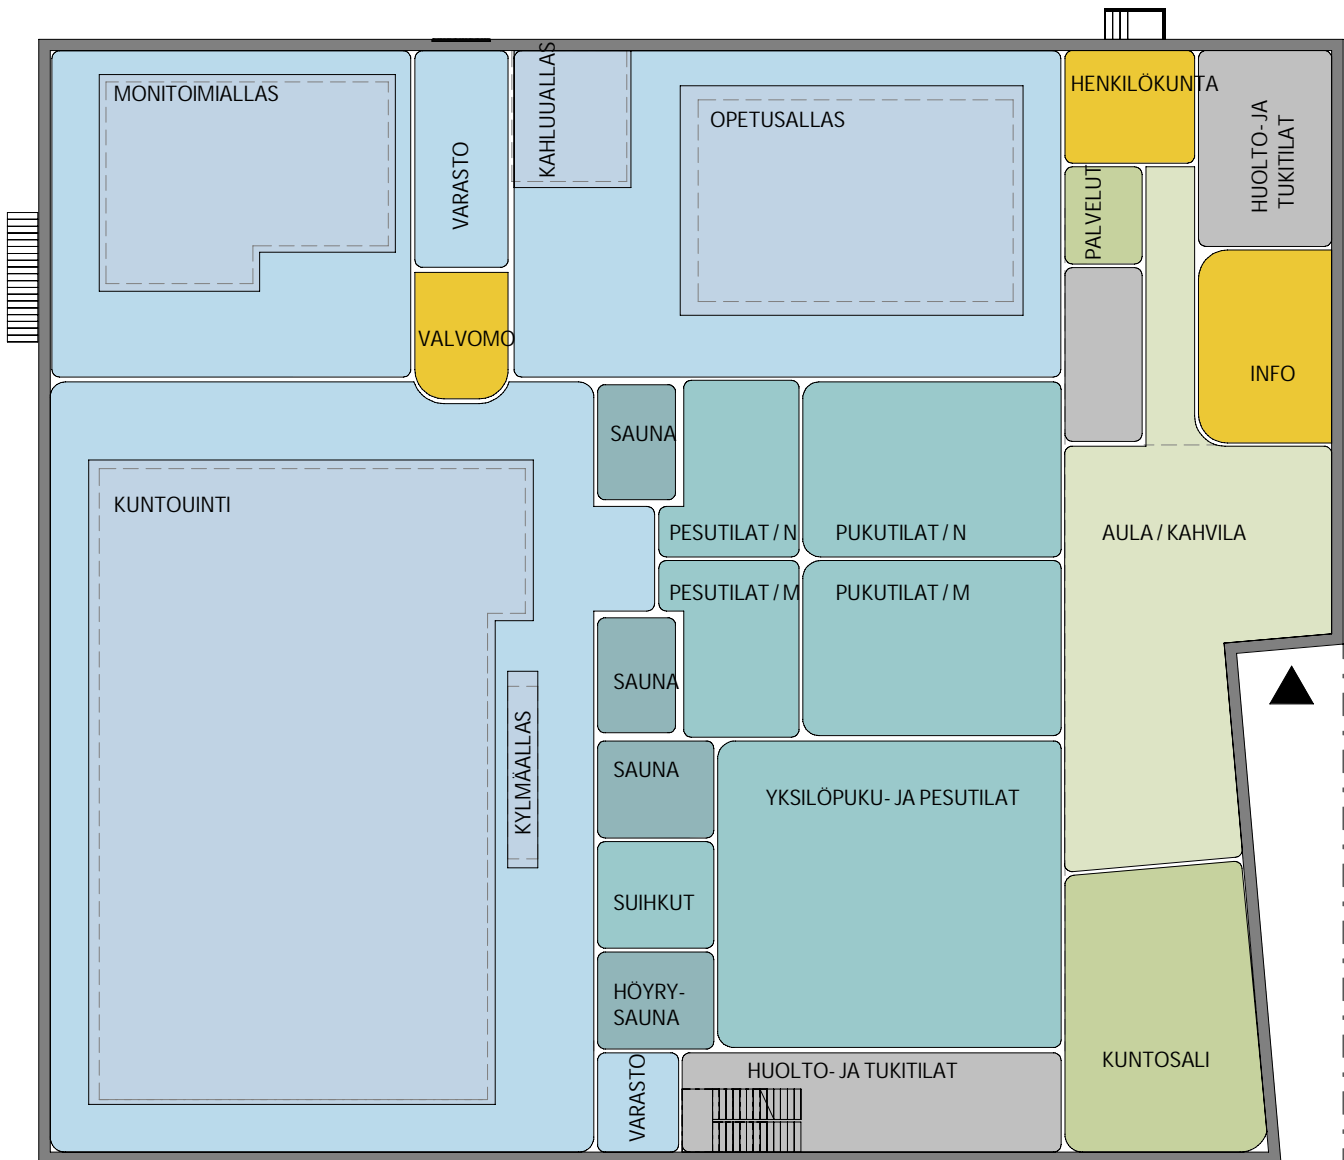 MONITOIMIALLAS
VARASTO
KAHLUUALLAS
OPETUSALLAS
HENKILÖKUNTA
HUOLTO- JA
TUKITILAT
PALVELUT
VALVOMO
INFO
SAUNA
KUNTOUINTI
PESUTILAT / N
PUKUTILAT / N
AULA / KAHVILA
PESUTILAT / M
PUKUTILAT / M
SAUNA
KYLMÄALLAS
SAUNA
YKSILÖPUKU- JA PESUTILAT
SUIHKUT
HÖYRY-
SAUNA
VARASTO
HUOLTO- JA TUKITILAT
KUNTOSALI